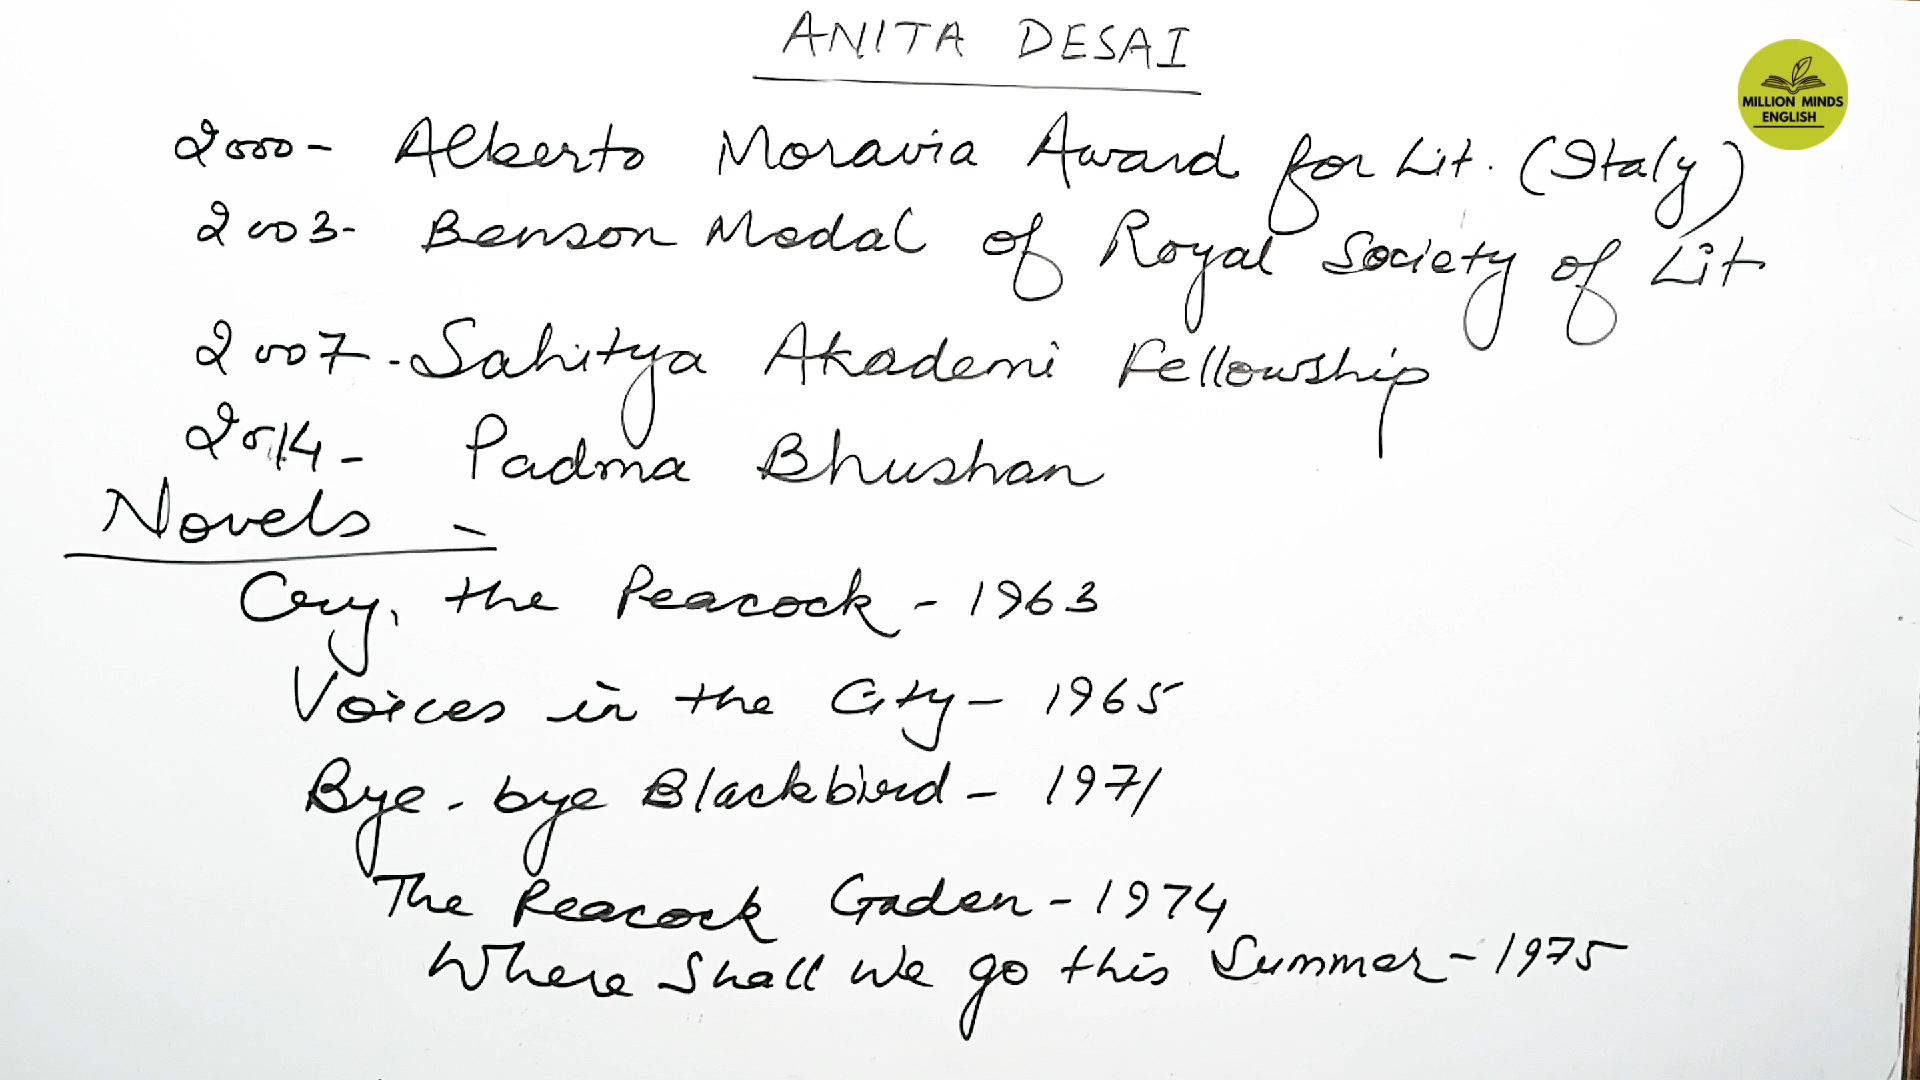 ANITA DESAI
MILLION MINDS
ENGLISH
2000- Alberto Moravia Award for Lit. (Italy)
2003- Benson Medal of Royal Society of Lit
2007-Sahitya Akademi Fellowship
2014- Padma Bhushan
Novels -
Cry, the Peacock - 1963
Voices in the City - 1965
Bye-bye Blackbird - 1971
The Peacock Gaden - 1974
Where Shall We go this Summer - 1975